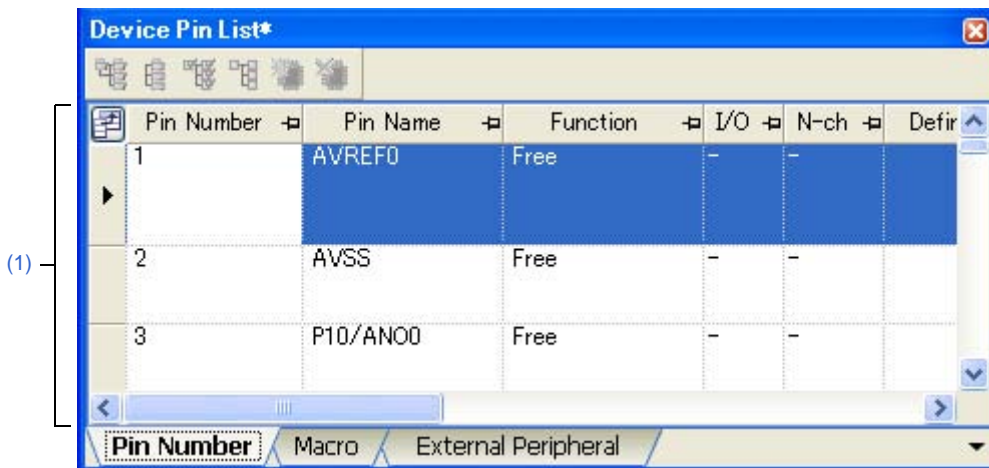 Device Pin List*
Pin Number Pin Name Function I/O N-ch Defir
1 AVREF0 Free - -
(1)
2 AVSS Free - -
3 P10/ANO0 Free - -
Pin Number Macro External Peripheral